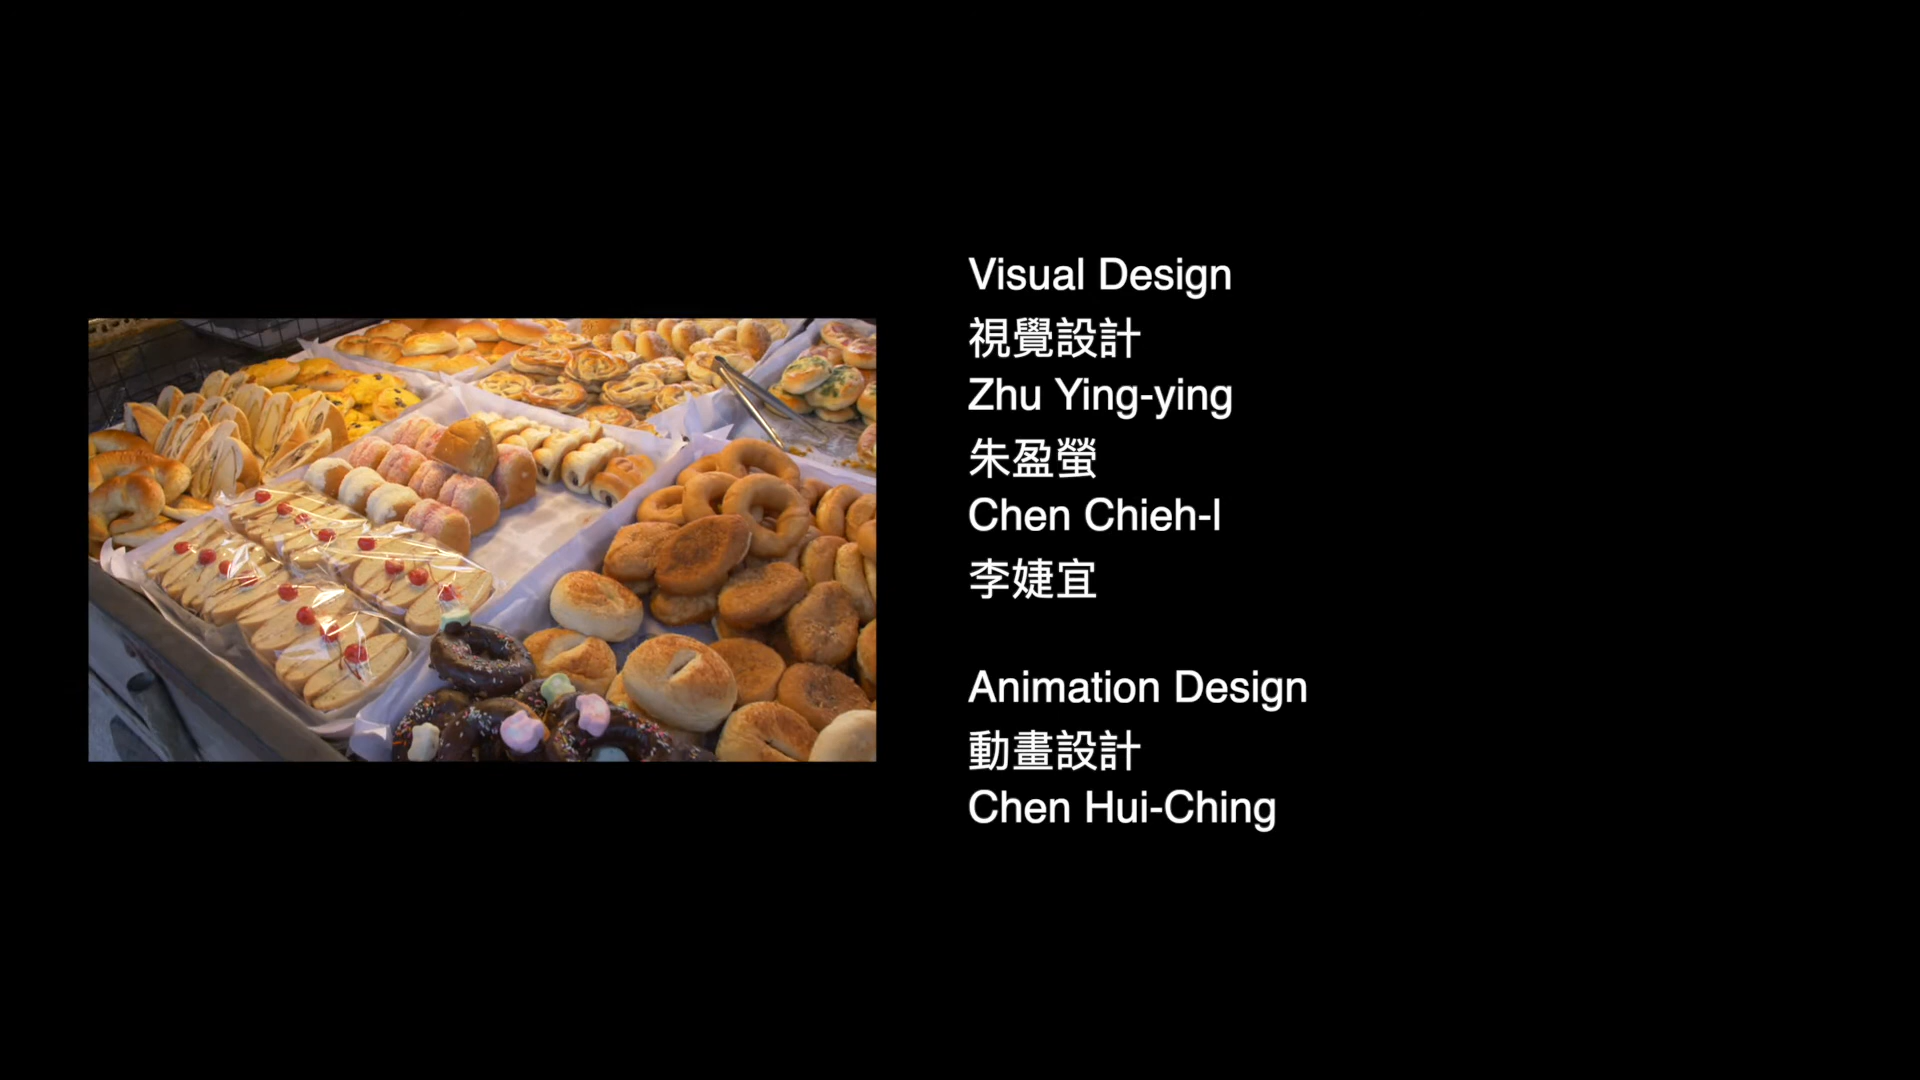 Visual Design
視覺設計
Zhu Ying-ying
朱盈螢
Chen Chieh-I
李婕宜
Animation Design
動畫設計
Chen Hui-Ching